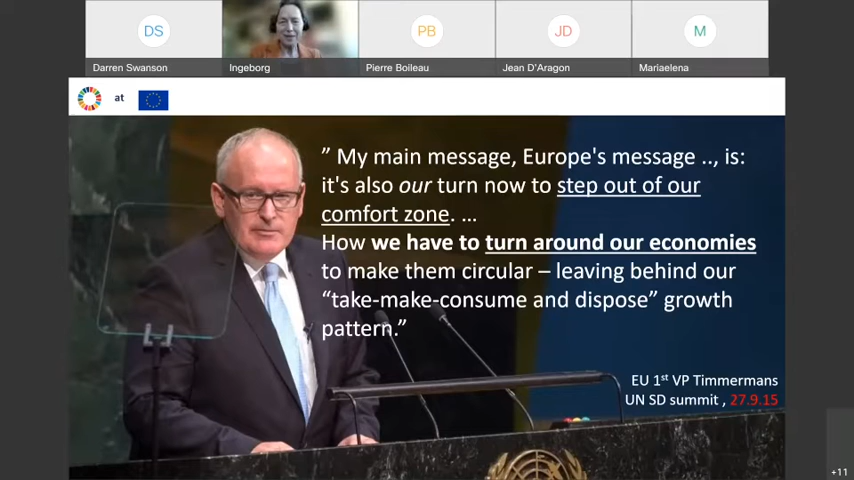 DS
PB
JD
M
Darren Swanson
Ingeborg
Pierre Boileau
Jean D'Aragon
Mariaelena
at
” My main message, Europe's message .., is:
it's also our turn now to step out of our
comfort zone. ...
How we have to turn around our economies
to make them circular – leaving behind our
“take-make-consume and dispose” growth
pattern.”
EU 1st VP Timmermans
UN SD summit , 27.9.15
+11